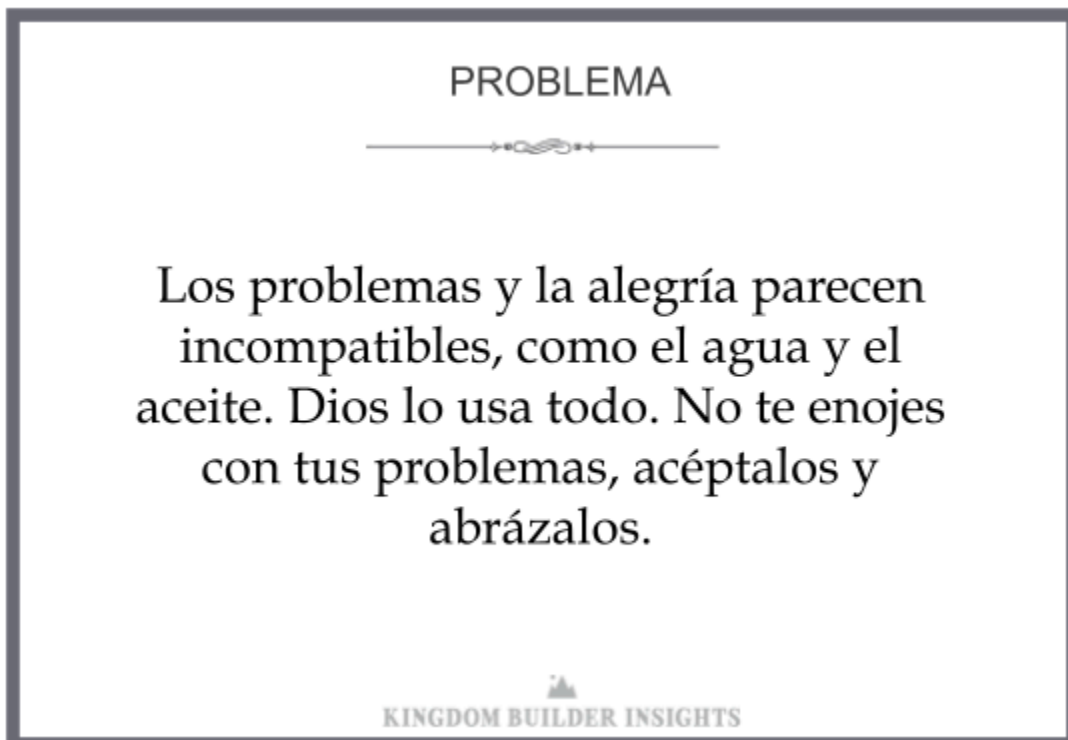 PROBLEMA
Los problemas y la alegría parecen
incompatibles, como el agua y el
aceite. Dios lo usa todo. No te enojes
con tus problemas, acéptalos y
abrázalos.
KINGDOM BUILDER INSIGHTS